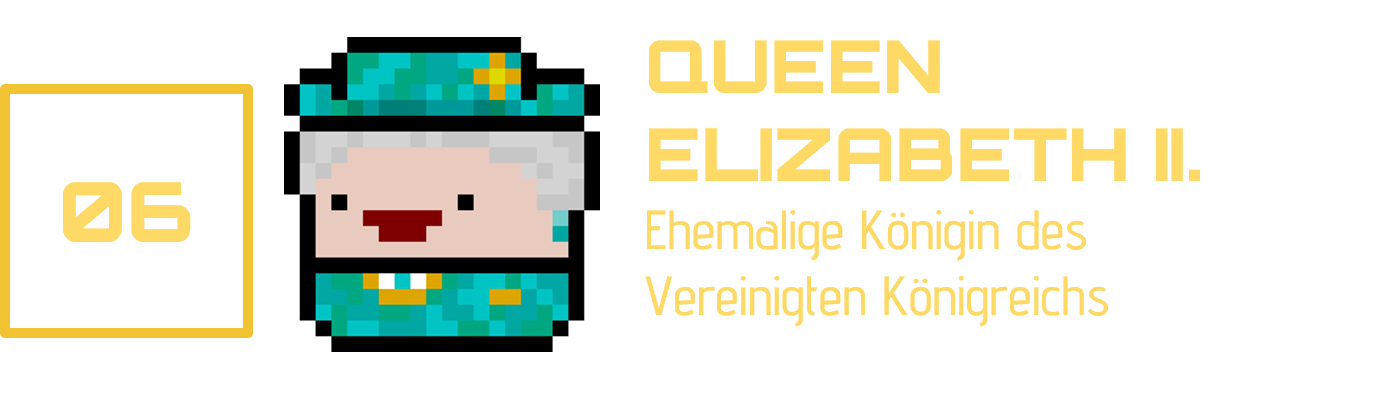 06
QUEEN
ELIZABETH II.
Ehemalige Königin des
Vereinigten Königreichs